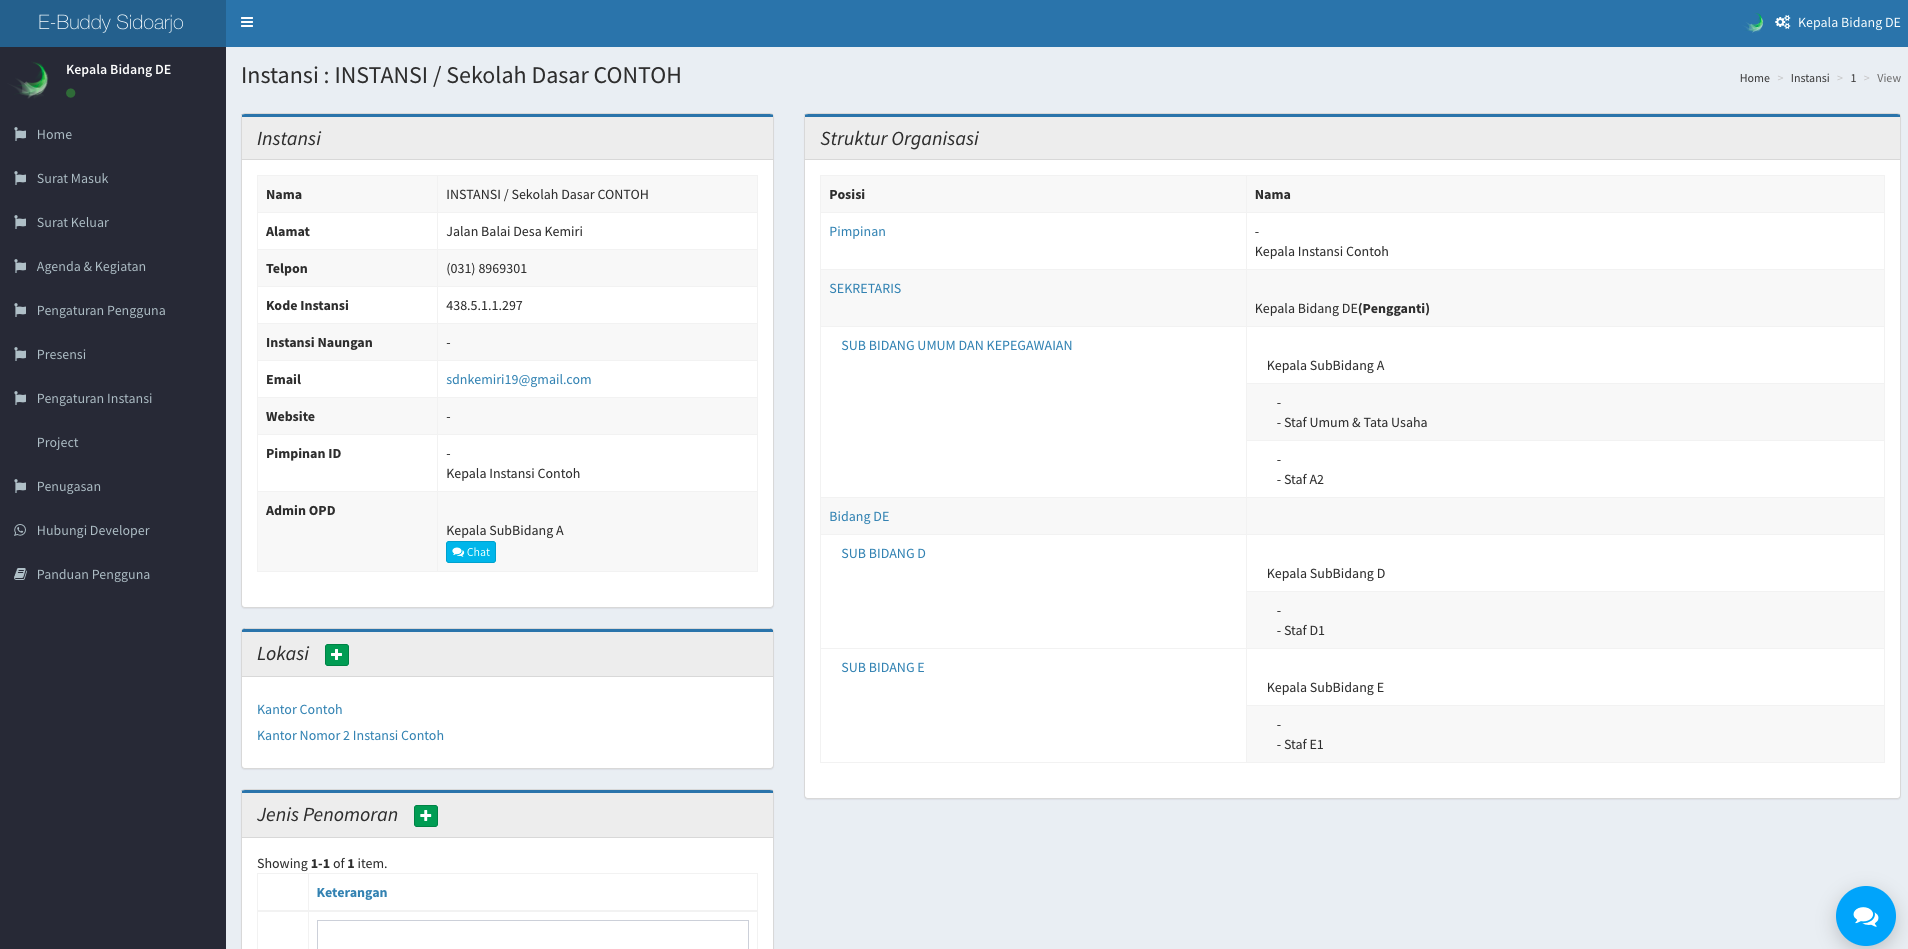 E-Buddy Sidoarjo
Kepala Bidang DE
Kepala Bidang DE
Home
Surat Masuk
Surat Keluar
Agenda & Kegiatan
Pengaturan Pengguna
Presensi
Pengaturan Instansi
Project
Penugasan
Hubungi Developer
Panduan Pengguna
Instansi : INSTANSI / Sekolah Dasar CONTOH
Home > Instansi > 1 > View
Instansi
Nama INSTANSI / Sekolah Dasar CONTOH
Alamat Jalan Balai Desa Kemiri
Telpon (031) 8969301
Kode Instansi 438.5.1.1.297
Instansi Naungan -
Email sdnkemiri19@gmail.com
Website -
Pimpinan ID -
Kepala Instansi Contoh
Admin OPD
Kepala SubBidang A
Chat
Lokasi
Kantor Contoh
Kantor Nomor 2 Instansi Contoh
Jenis Penomoran
Showing 1-1 of 1 item.
Keterangan
Struktur Organisasi
Posisi Nama
Pimpinan -
Kepala Instansi Contoh
SEKRETARIS
Kepala Bidang DE(Pengganti)
SUB BIDANG UMUM DAN KEPEGAWAIAN
Kepala SubBidang A
-
- Staf Umum & Tata Usaha
-
- Staf A2
Bidang DE
SUB BIDANG D
Kepala SubBidang D
-
- Staf D1
SUB BIDANG E
Kepala SubBidang E
-
- Staf E1